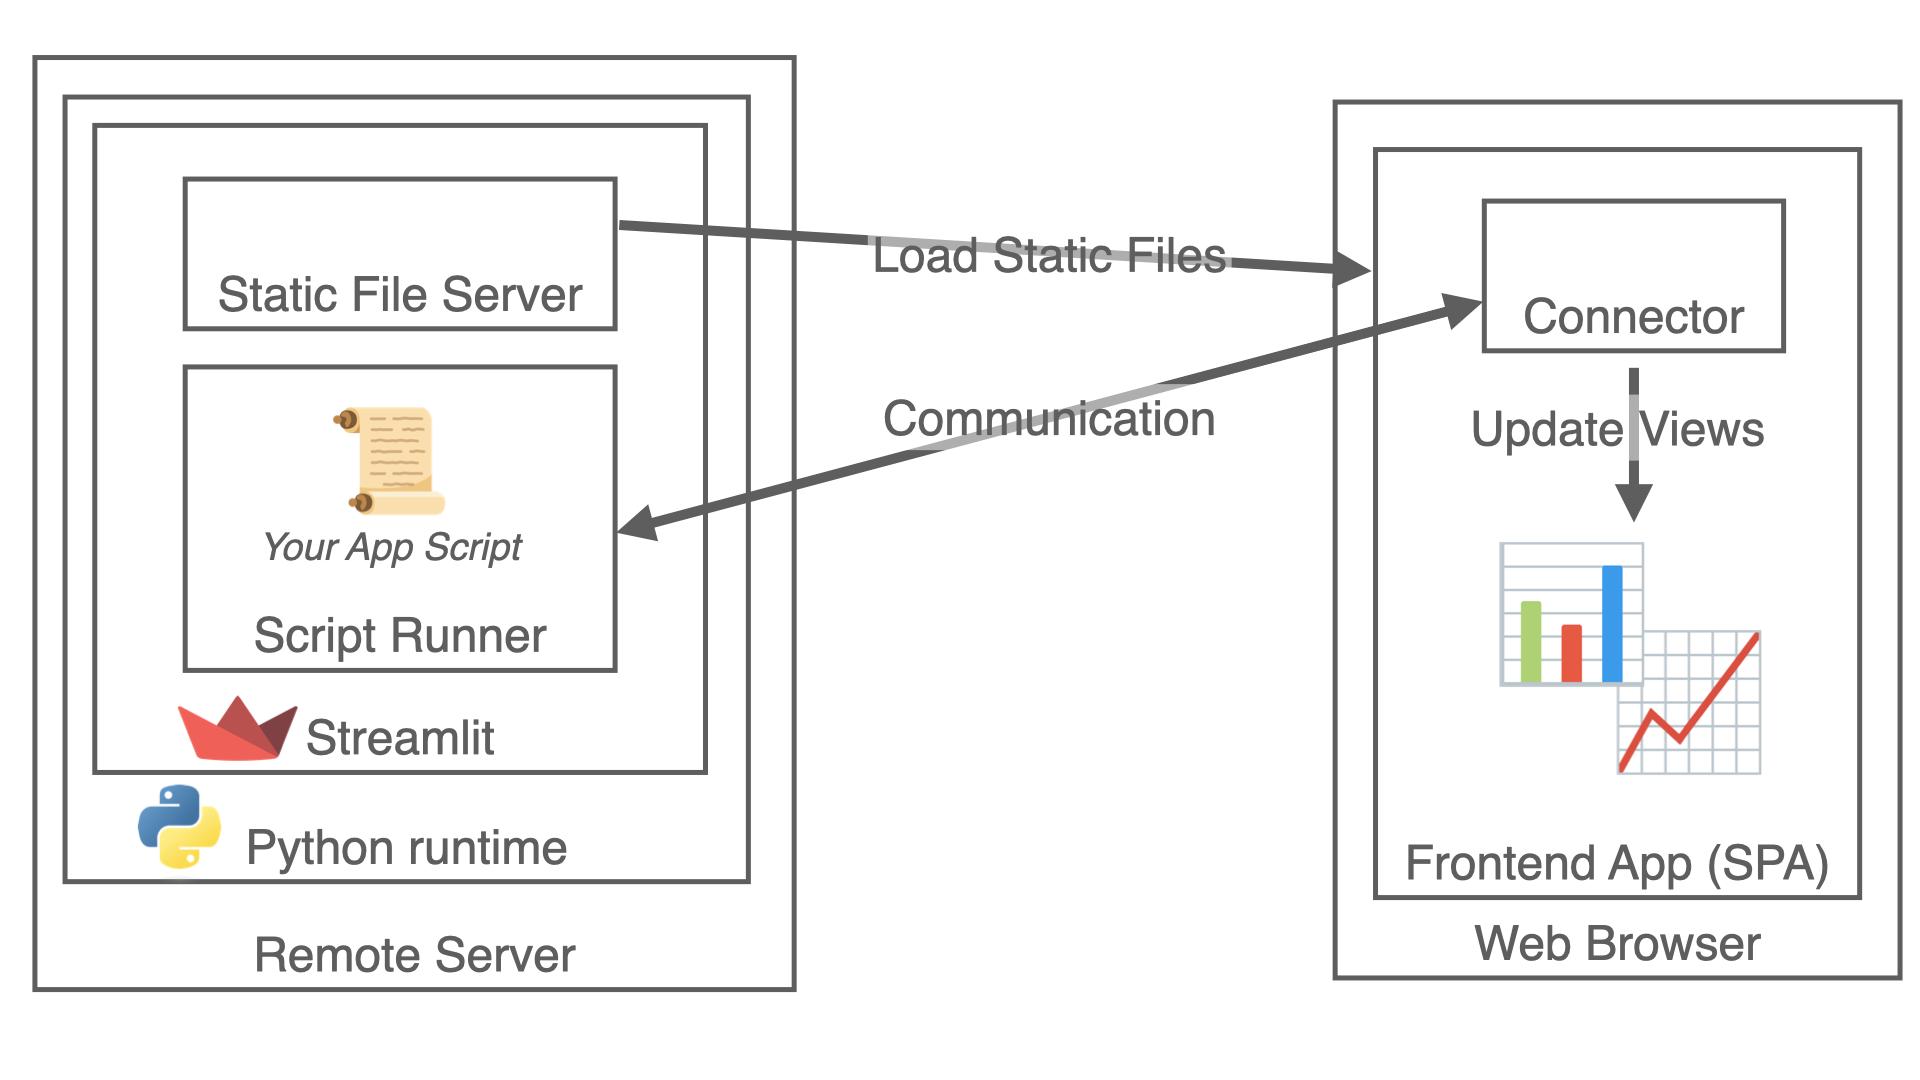 Static File Server
Your App Script
Script Runner
Streamlit
Python runtime
Remote Server
Load Static Files
Communication
Connector
Update Views
Frontend App (SPA)
Web Browser